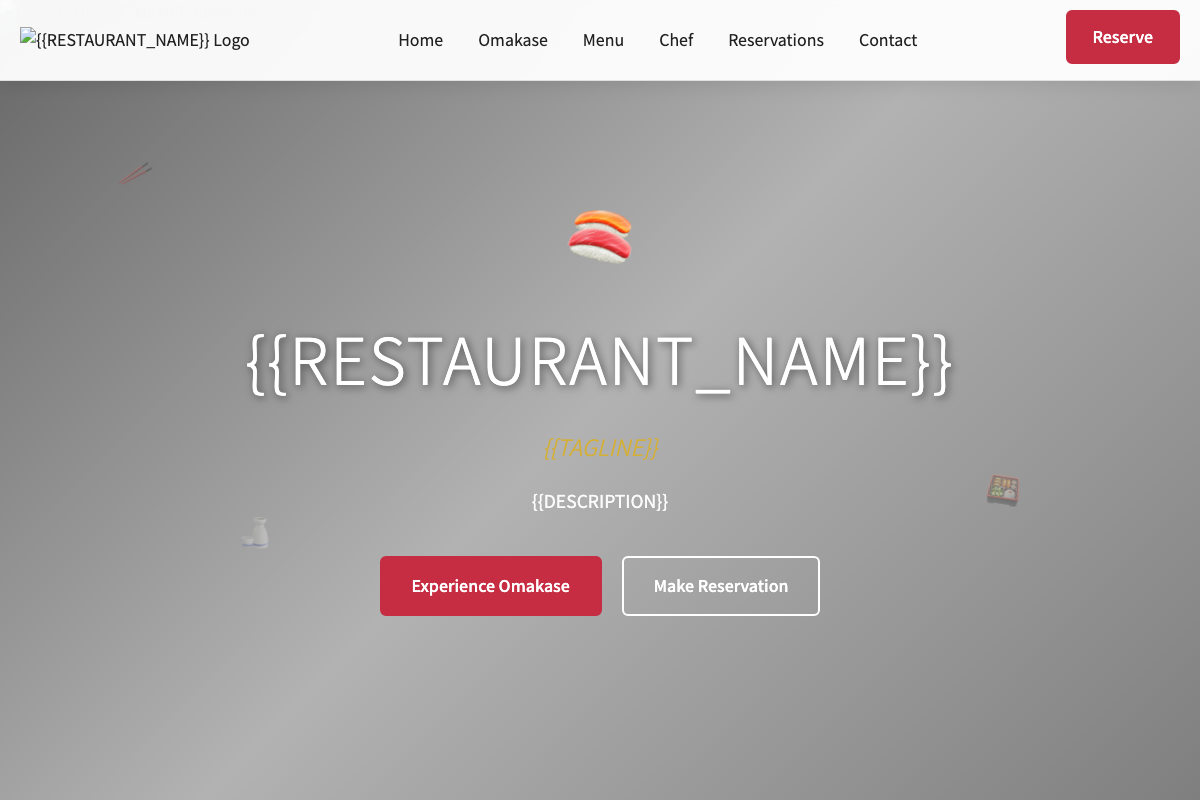 {{RESTAURANT_NAME}} Logo
Home Omakase Menu Chef Reservations Contact
Reserve
{{RESTAURANT_NAME}}
{{TAGLINE}}
{{DESCRIPTION}}
Experience Omakase
Make Reservation